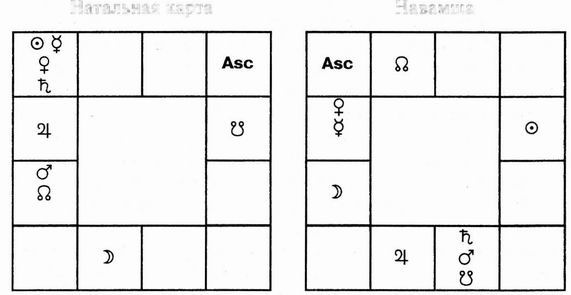 Натальная карта Навамша
☉ ☿ Asc Asc ☊
♀
♄
♃ ☋ ♀ ☉
☿
♂ ☽
☊
☽ ♃ ♄
♂
☋